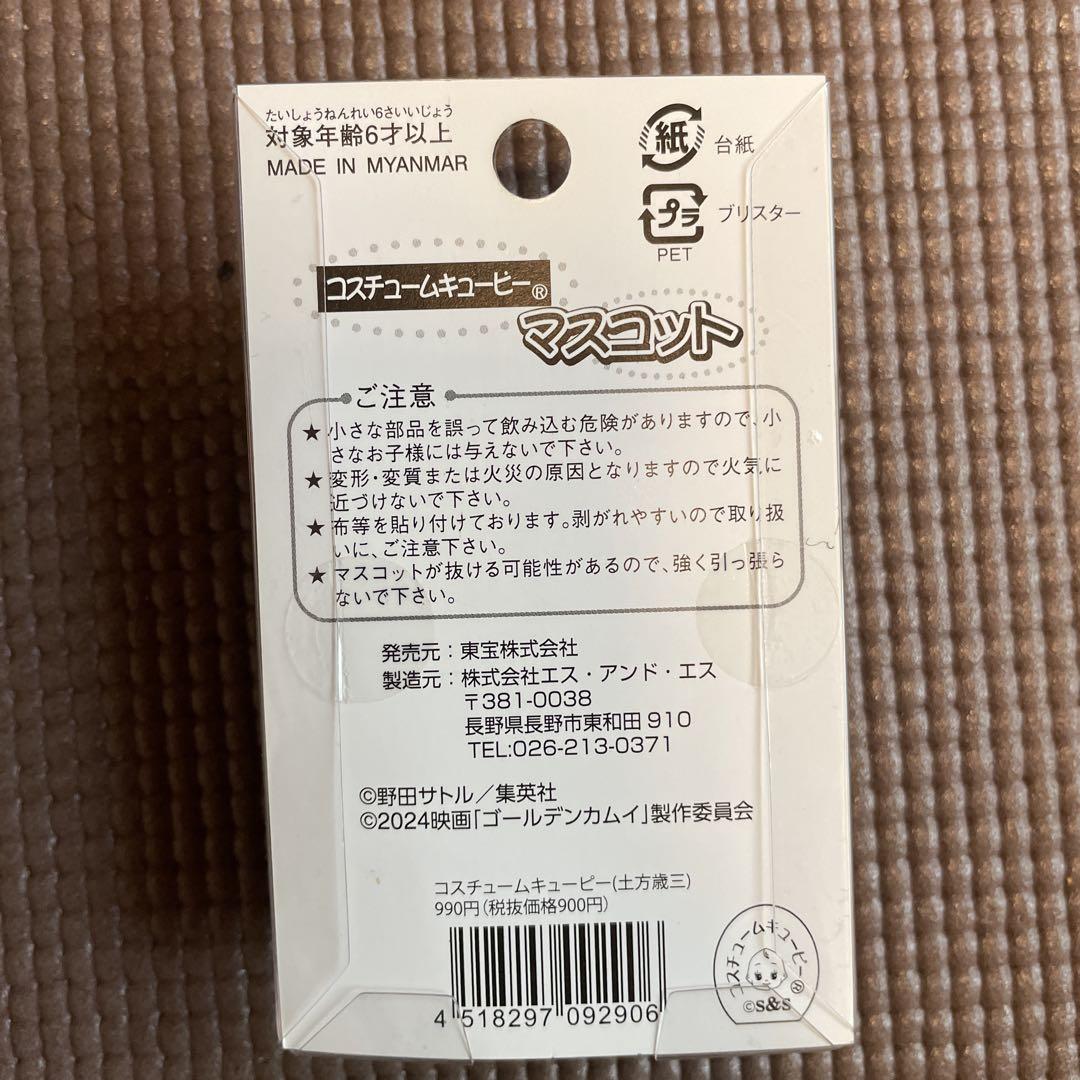 たいしょうねんれい6さいいじょう
対象年齢6才以上
MADE IN MYANMAR
紙
台紙
プラ
ブリスター
PET
コスチュームキューピー®
マスコット
ご注意
★小さな部品を誤って飲み込む危険がありますので、小
さなお子様には与えないで下さい。
★変形・変質または火災の原因となりますので火気に
近づけないで下さい。
★布等を貼り付けております。剥がれやすいので取り扱
いに、ご注意下さい。
★マスコットが抜ける可能性があるので、強く引っ張ら
ないで下さい。
発売元：東宝株式会社
製造元：株式会社エス・アンド・エス
〒381-0038
長野県長野市東和田910
TEL:026-213-0371
©野田サトル／集英社
©2024映画「ゴールデンカムイ」製作委員会
コスチュームキューピー(土方歳三)
990円(税抜価格900円)
4 518297 092906
コスチュームキューピー®
©S&S